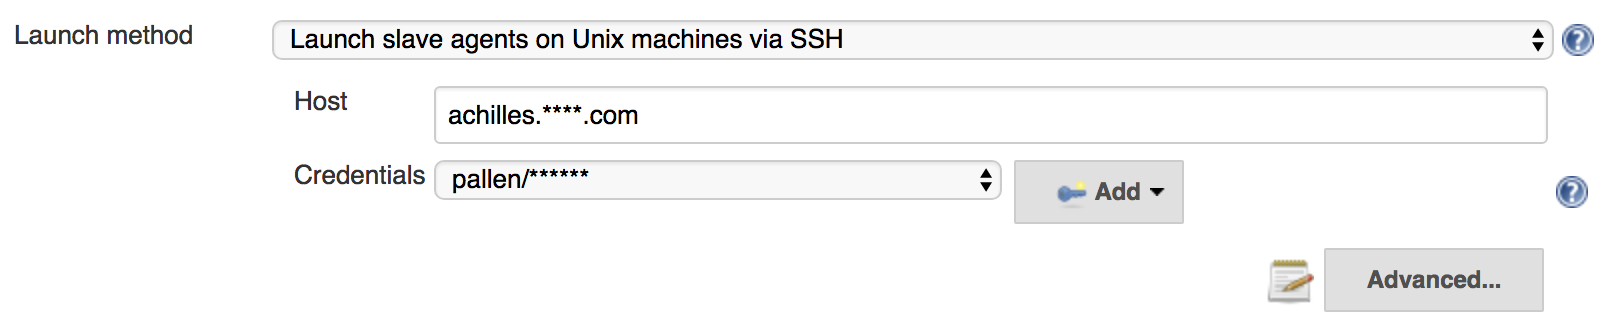 Launch method
Launch slave agents on Unix machines via SSH
?
Host
achilles.****.com
Credentials
pallen/******
Add
?
Advanced...